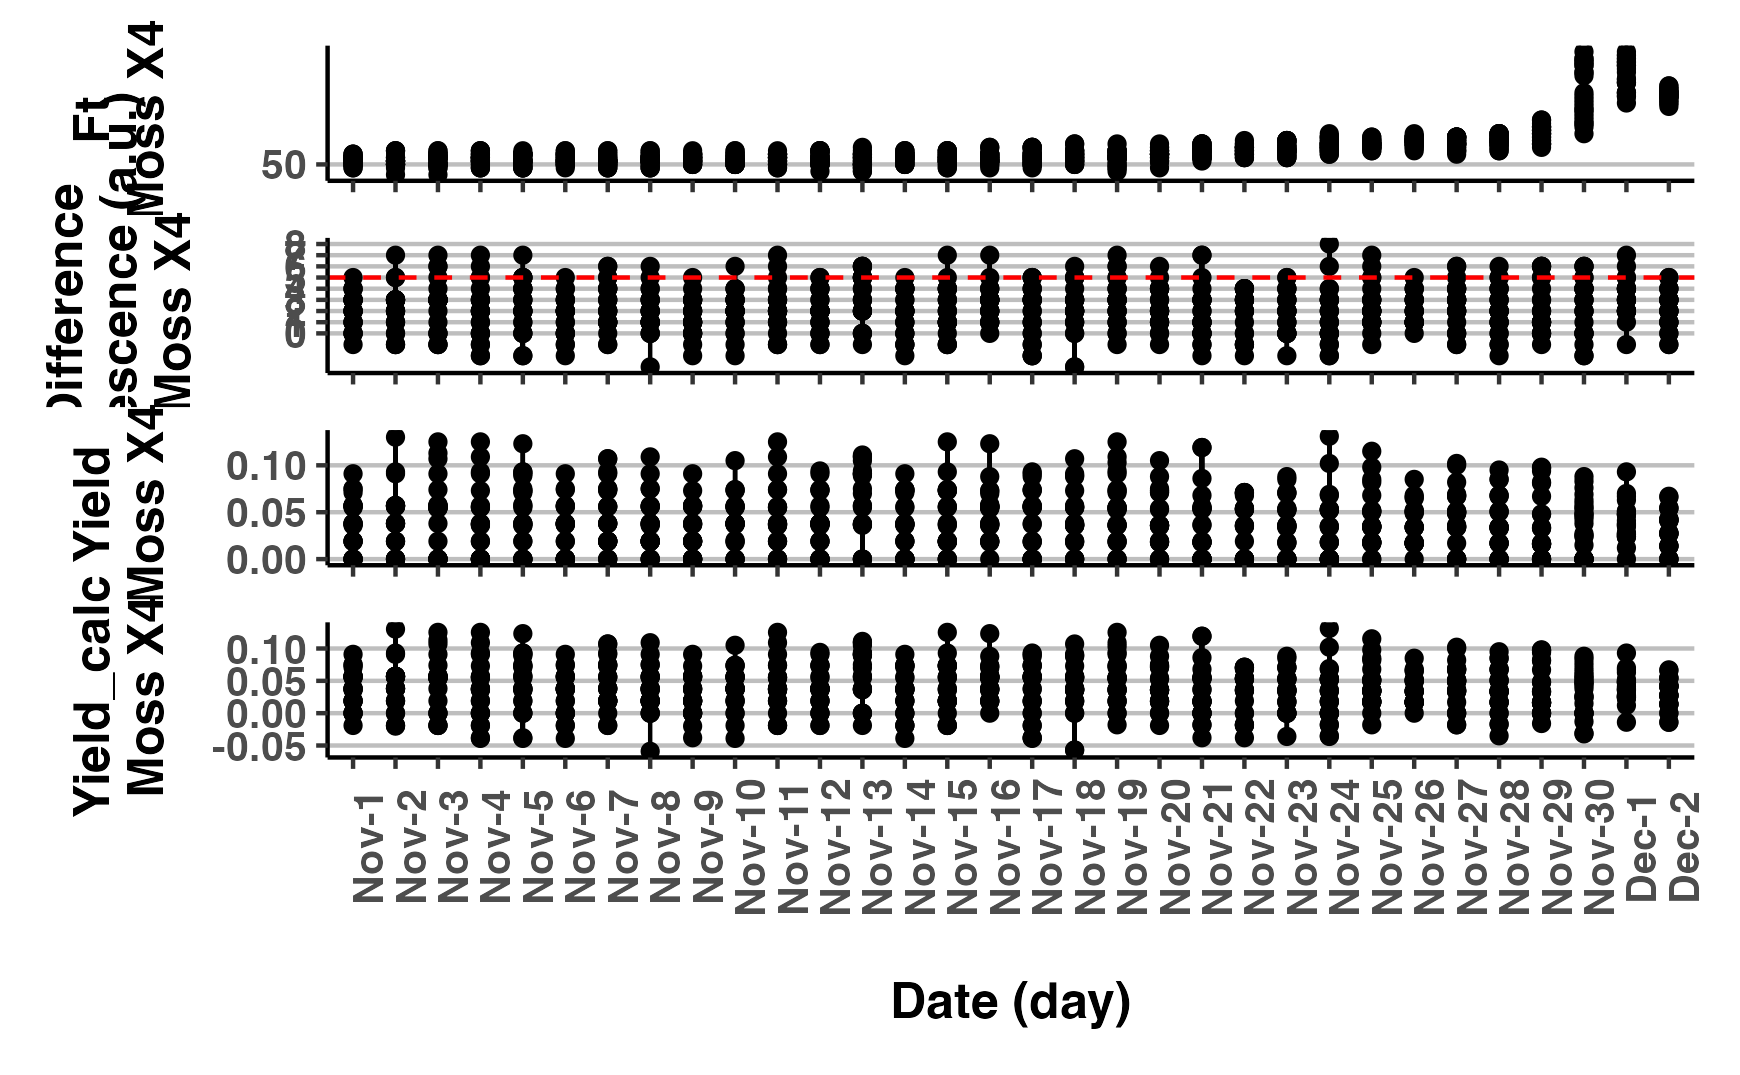 Ft
Moss X4
50
Difference
escence (a.u.)
Moss X4
0
Yield
Moss X4
0.10
0.05
0.00
Yield_calc
Moss X4
0.10
0.05
0.00
-0.05
Nov-1
Nov-2
Nov-3
Nov-4
Nov-5
Nov-6
Nov-7
Nov-8
Nov-9
Nov-10
Nov-11
Nov-12
Nov-13
Nov-14
Nov-15
Nov-16
Nov-17
Nov-18
Nov-19
Nov-20
Nov-21
Nov-22
Nov-23
Nov-24
Nov-25
Nov-26
Nov-27
Nov-28
Nov-29
Nov-30
Dec-1
Dec-2
Date (day)